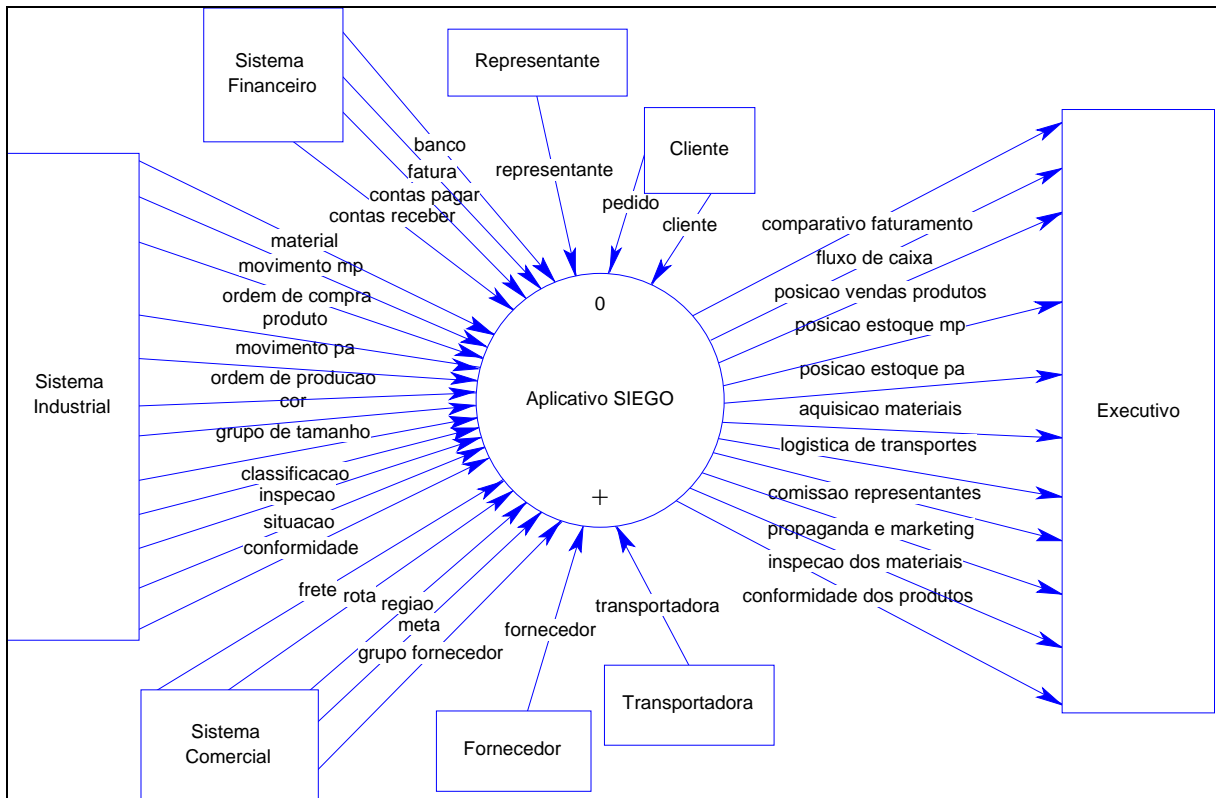 Sistema
Financeiro
Representante
Cliente
banco
fatura
contas pagar
contas receber
representante
pedido
cliente
material
movimento mp
ordem de compra
produto
movimento pa
ordem de producao
cor
grupo de tamanho
classificacao
inspecao
situacao
conformidade
Sistema
Industrial
0
Aplicativo SIEGO
+
comparativo faturamento
fluxo de caixa
posicao vendas produtos
posicao estoque mp
posicao estoque pa
aquisicao materiais
logistica de transportes
comissao representantes
propaganda e marketing
inspecao dos materiais
conformidade dos produtos
Executivo
frete
rota
regiao
meta
grupo fornecedor
fornecedor
transportadora
Sistema
Comercial
Fornecedor
Transportadora